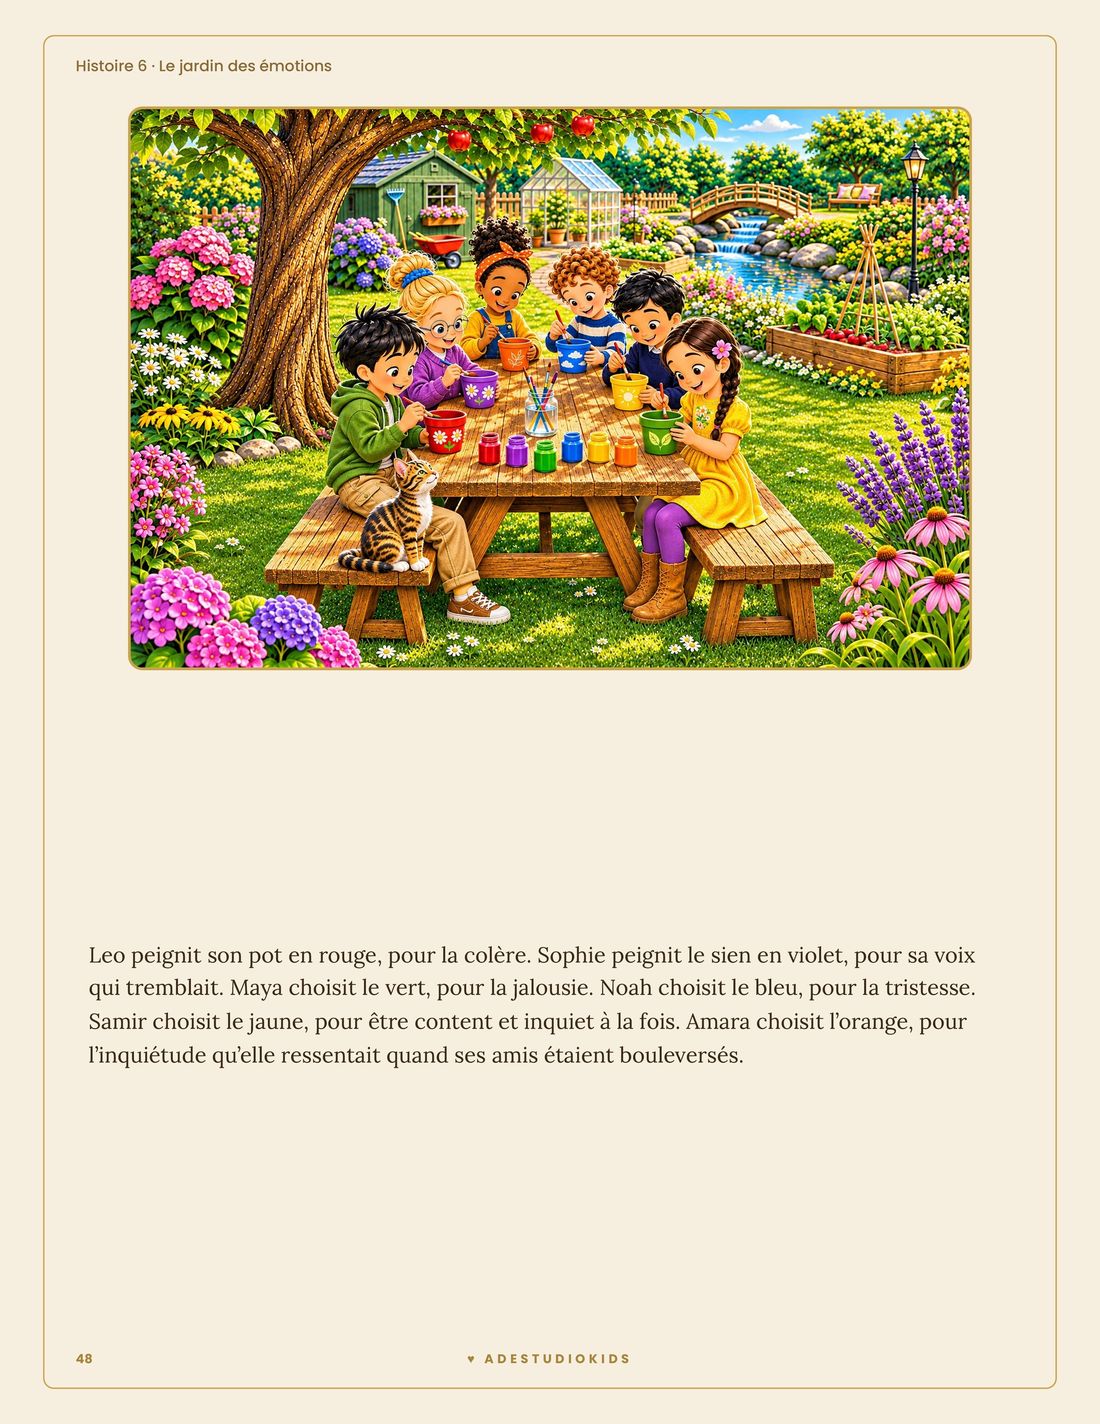 Histoire 6 · Le jardin des émotions
Leo peignit son pot en rouge, pour la colère. Sophie peignit le sien en violet, pour sa voix
qui tremblait. Maya choisit le vert, pour la jalousie. Noah choisit le bleu, pour la tristesse.
Samir choisit le jaune, pour être content et inquiet à la fois. Amara choisit l’orange, pour
l’inquiétude qu’elle ressentait quand ses amis étaient bouleversés.
48
♥ ADESTUDIOKIDS